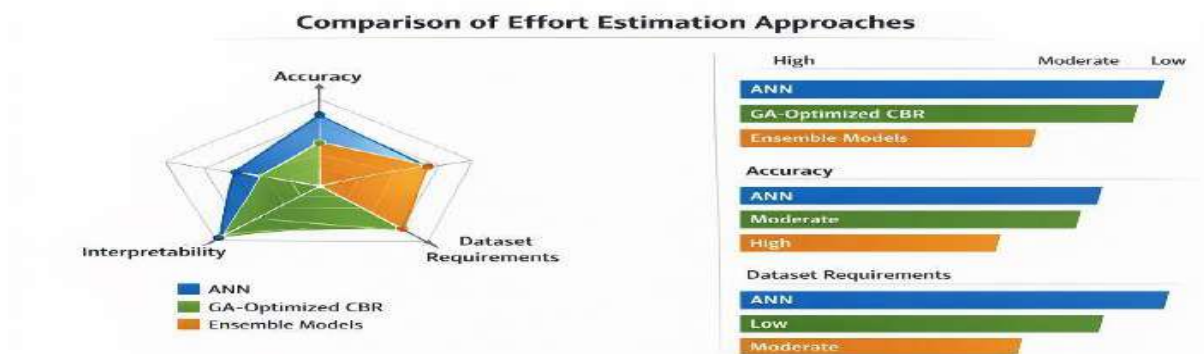 Comparison of Effort Estimation Approaches
Accuracy
Interpretability
Dataset
Requirements
ANN
GA-Optimized CBR
Ensemble Models
High Moderate Low
ANN
GA-Optimized CBR
Ensemble Models
Accuracy
ANN
Moderate
High
Dataset Requirements
ANN
Low
Moderate